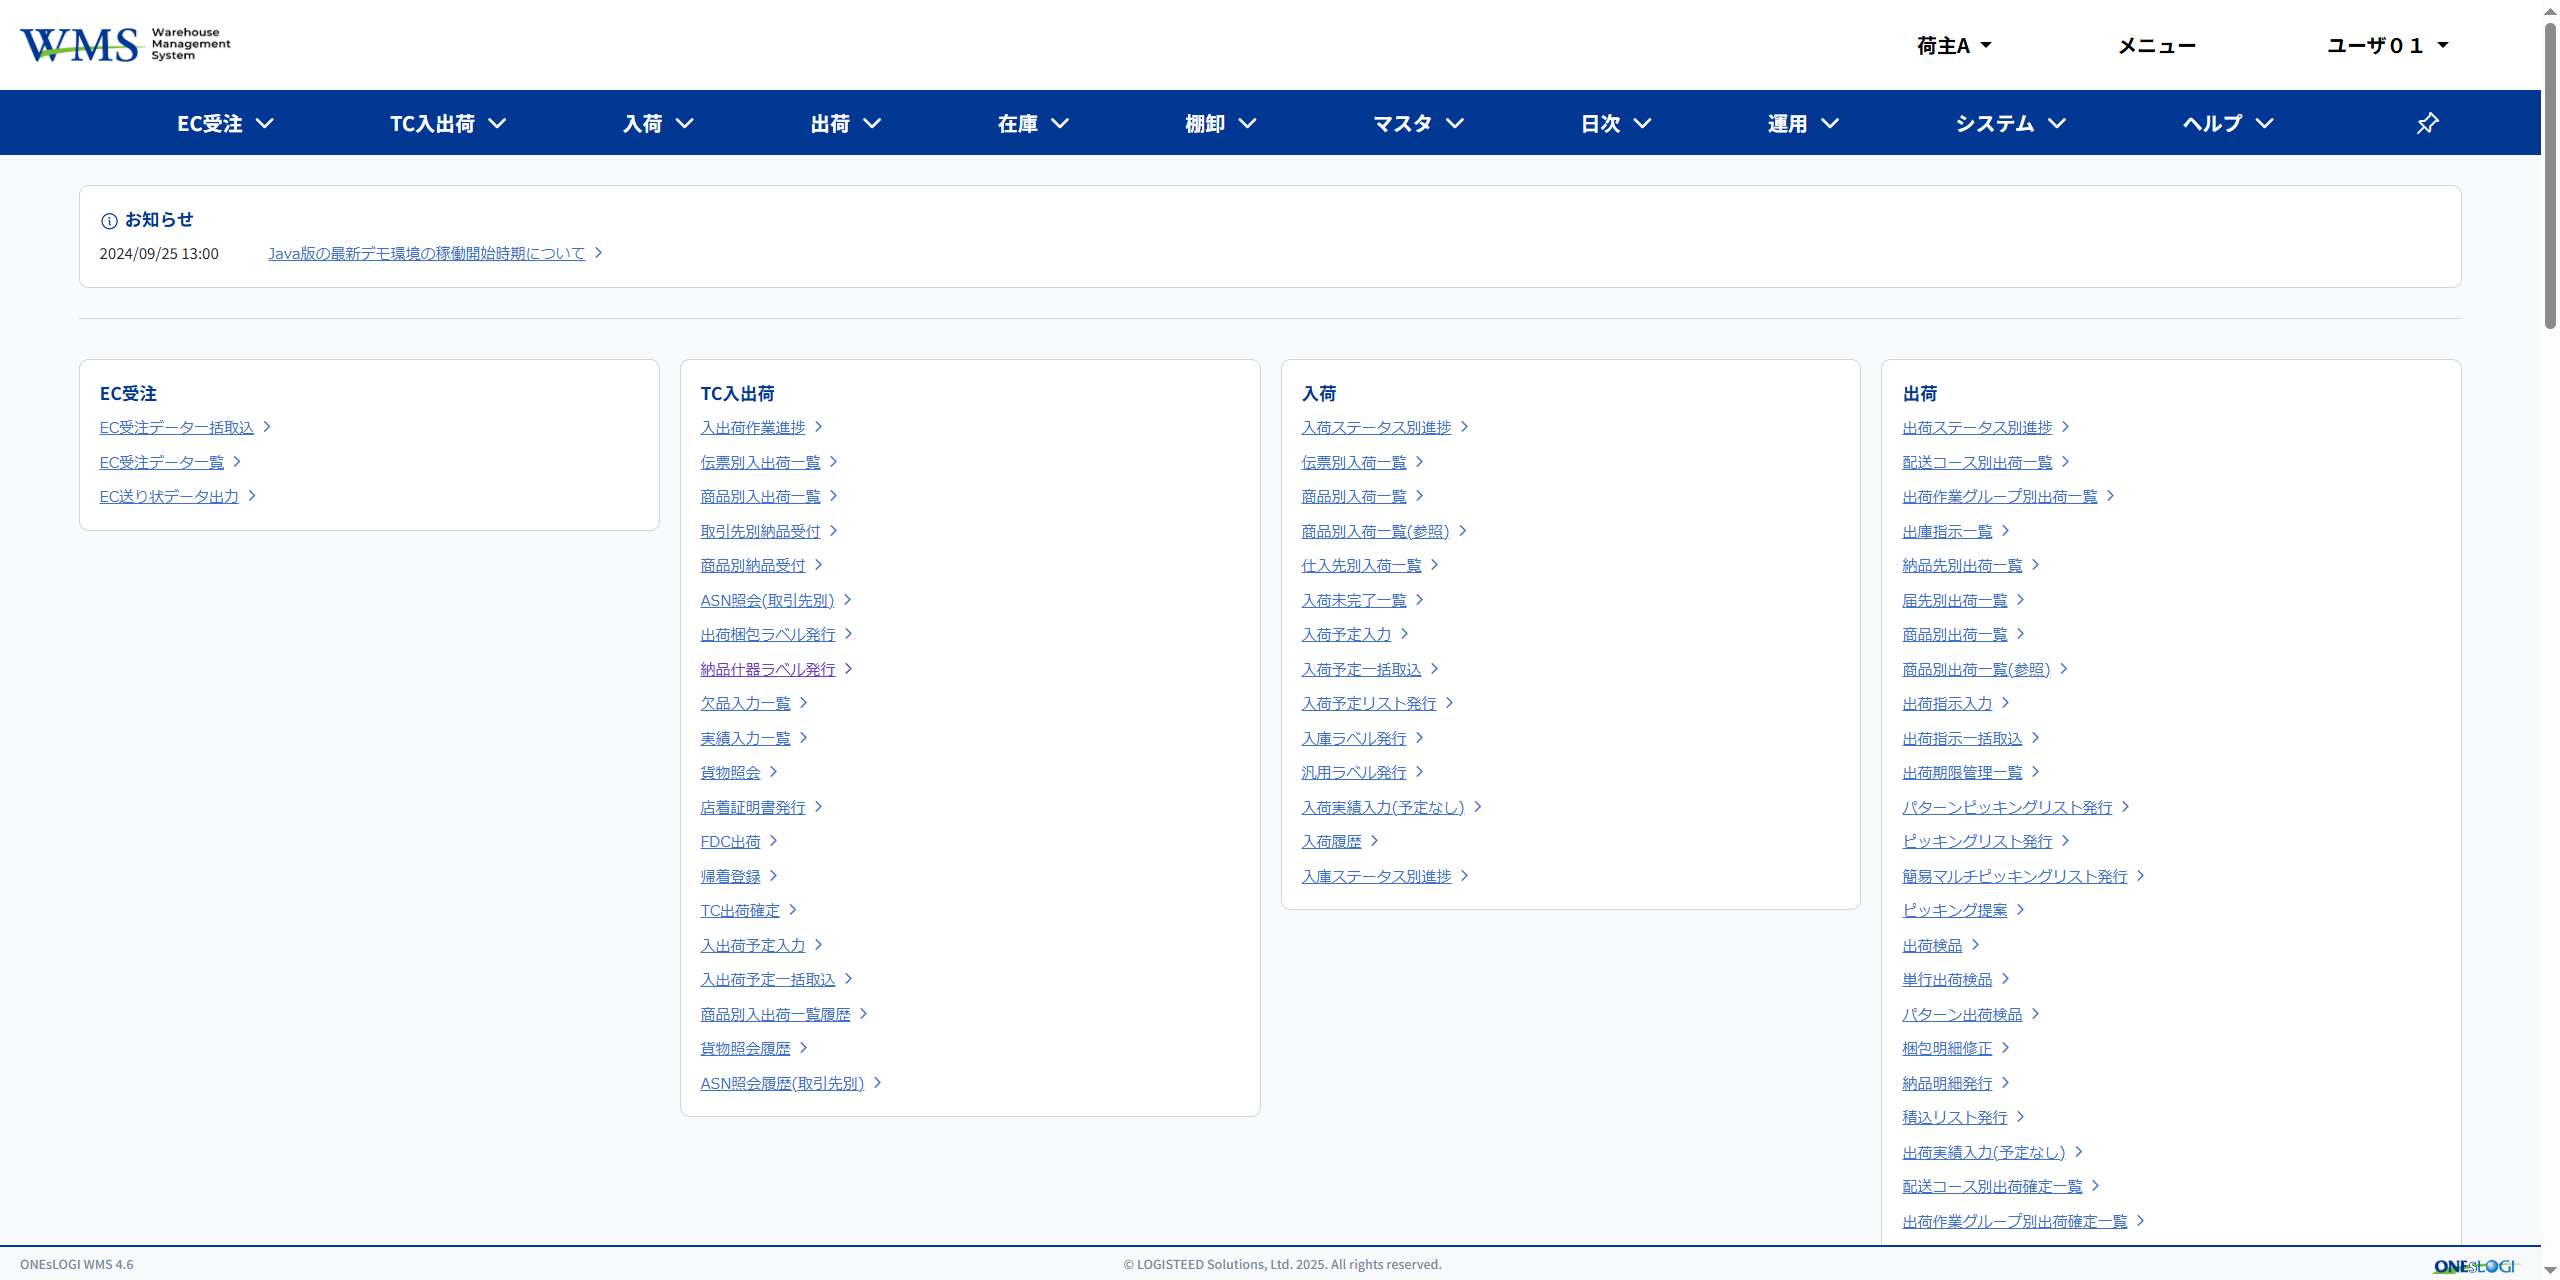 WMS Warehouse
Management
System
荷主A
メニュー
ユーザ０１
EC受注
TC入出荷
入荷
出荷
在庫
棚卸
マスタ
日次
運用
システム
ヘルプ
お知らせ
2024/09/25 13:00 Java版の最新デモ環境の稼働開始時期について
EC受注
EC受注データ一括取込
EC受注データ一覧
EC送り状データ出力
TC入出荷
入出荷作業進捗
伝票別入出荷一覧
商品別入出荷一覧
取引先別納品受付
商品別納品受付
ASN照会(取引先別)
出荷梱包ラベル発行
納品什器ラベル発行
欠品入力一覧
実績入力一覧
貨物照会
店着証明書発行
FDC出荷
帰着登録
TC出荷確定
入出荷予定入力
入出荷予定一括取込
商品別入出荷一覧履歴
貨物照会履歴
ASN照会履歴(取引先別)
入荷
入荷ステータス別進捗
伝票別入荷一覧
商品別入荷一覧
商品別入荷一覧(参照)
仕入先別入荷一覧
入荷未完了一覧
入荷予定入力
入荷予定一括取込
入荷予定リスト発行
入庫ラベル発行
汎用ラベル発行
入荷実績入力(予定なし)
入荷履歴
入庫ステータス別進捗
出荷
出荷ステータス別進捗
配送コース別出荷一覧
出荷作業グループ別出荷一覧
出庫指示一覧
納品先別出荷一覧
届先別出荷一覧
商品別出荷一覧
商品別出荷一覧(参照)
出荷指示入力
出荷指示一括取込
出荷期限管理一覧
パターンピッキングリスト発行
ピッキングリスト発行
簡易マルチピッキングリスト発行
ピッキング提案
出荷検品
単行出荷検品
パターン出荷検品
梱包明細修正
納品明細発行
積込リスト発行
出荷実績入力(予定なし)
配送コース別出荷確定一覧
出荷作業グループ別出荷確定一覧
ONEsLOGI WMS 4.6
© LOGISTEED Solutions, Ltd. 2025. All rights reserved.
ONEsLOGI